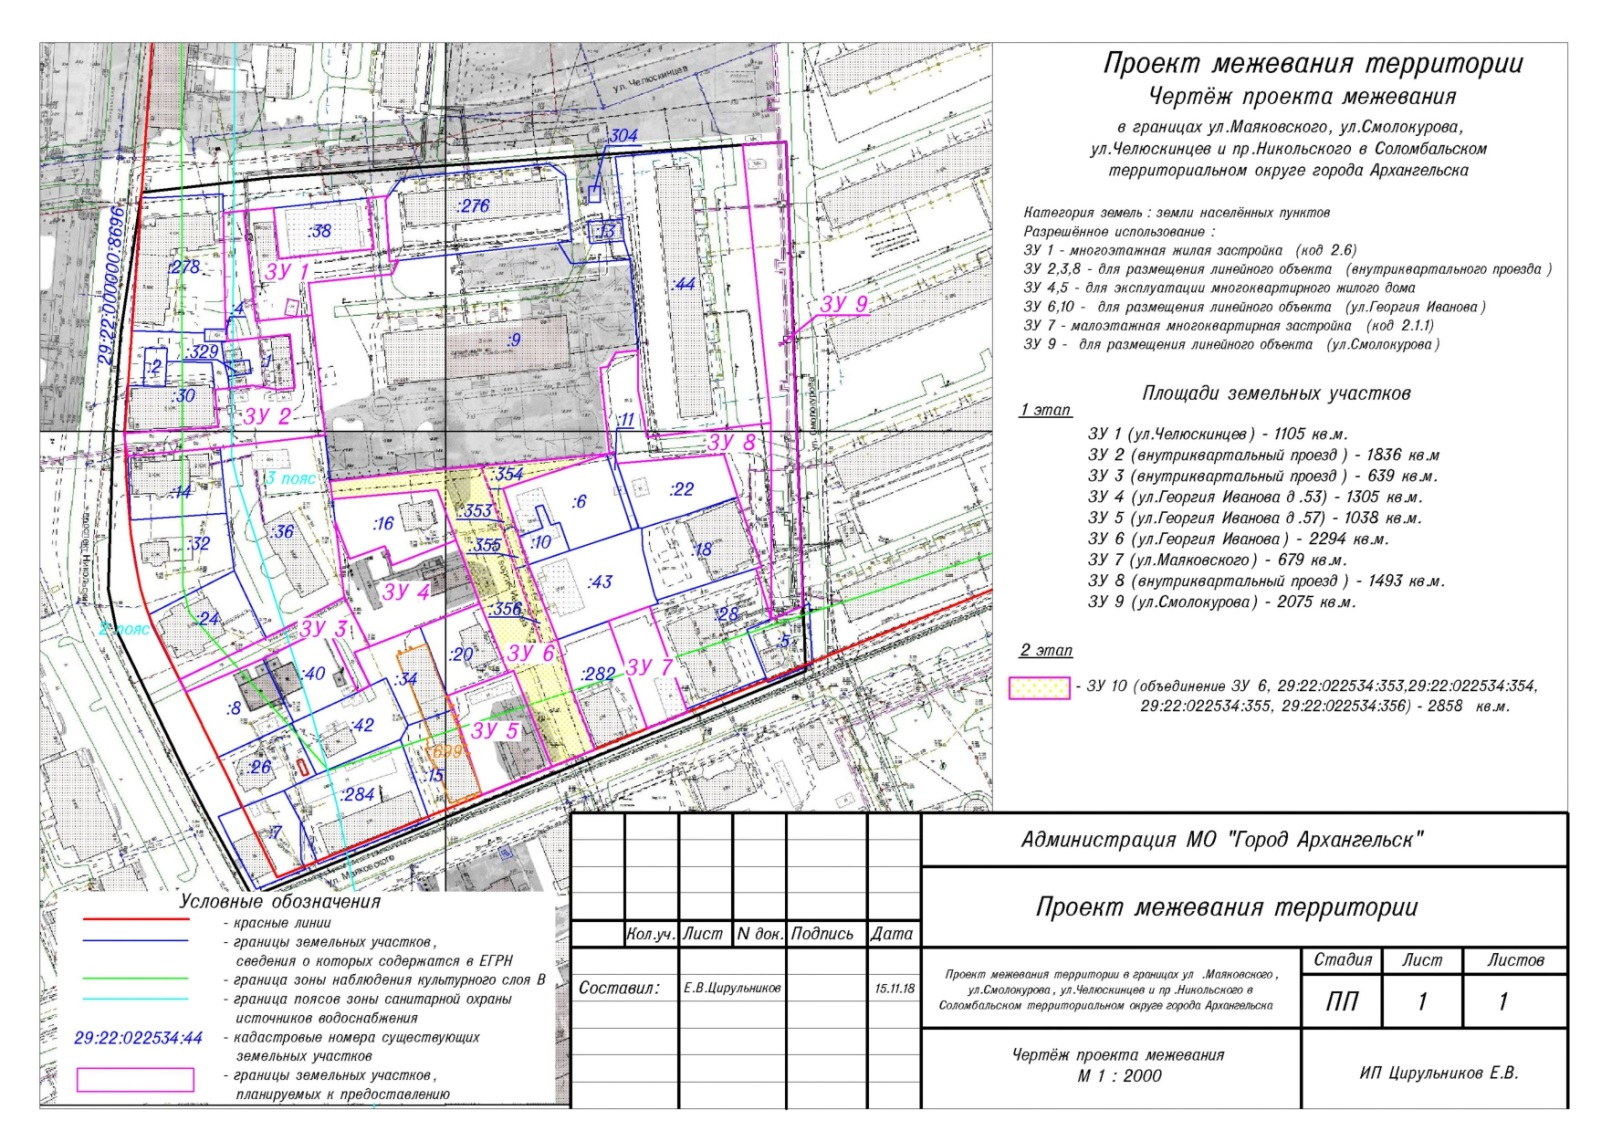 Проект межевания территории
Чертёж проекта межевания
в границах ул.Маяковского, ул.Смолокурова,
ул.Челюскинцев и пр.Никольского в Соломбальском
территориальном округе города Архангельска
Категория земель : земли населённых пунктов
Разрешённое использование :
ЗУ 1 - многоэтажная жилая застройка (код 2.6)
ЗУ 2,3,8 - для размещения линейного объекта (внутриквартального проезда )
ЗУ 4,5 - для эксплуатации многоквартирного жилого дома
ЗУ 6,10 - для размещения линейного объекта (ул.Георгия Иванова )
ЗУ 7 - малоэтажная многоквартирная застройка (код 2.1.1)
ЗУ 9 - для размещения линейного объекта (ул.Смолокурова )
Площади земельных участков
1 этап
ЗУ 1 (ул.Челюскинцев ) - 1105 кв.м.
ЗУ 2 (внутриквартальный проезд ) - 1836 кв.м
ЗУ 3 (внутриквартальный проезд ) - 639 кв.м.
ЗУ 4 (ул.Георгия Иванова д .53) - 1305 кв.м.
ЗУ 5 (ул.Георгия Иванова д .57) - 1038 кв.м.
ЗУ 6 (ул.Георгия Иванова ) - 2294 кв.м.
ЗУ 7 (ул.Маяковского ) - 679 кв.м.
ЗУ 8 (внутриквартальный проезд ) - 1493 кв.м.
ЗУ 9 (ул.Смолокурова ) - 2075 кв.м.
2 этап
- ЗУ 10 (объединение ЗУ 6, 29:22:022534:353,29:22:022534:354,
29:22:022534:355, 29:22:022534:356) - 2858 кв.м.
ул. Челюскинцев
:304
:276
:38
:13
:278
ЗУ 1
:44
29:22:000000:8696
:4
ЗУ 9
:9
:329
:2
:1
:30
ЗУ 2
:11
ул. Смолокурова
ЗУ 8
3 пояс
:354
:14
:22
:6
:16
:353
:36
:32
:355
:10
:18
:43
ЗУ 4
:356
:24
:28
2 пояс
ЗУ 3
:5
:20
ЗУ 6
:40
:282
ЗУ 7
:34
:8
:42
ЗУ 5
:699
:26
:15
:284
:7
ул. Маяковского
Условные обозначения
- красные линии
- границы земельных участков ,
сведения о которых содержатся в ЕГРН
- граница зоны наблюдения культурного слоя В
- граница поясов зоны санитарной охраны
источников водоснабжения
29:22:022534:44 - кадастровые номера существующих
земельных участков
- границы земельных участков ,
планируемых к предоставлению
Администрация МО "Город Архангельск"
Проект межевания территории
Кол.уч. Лист N док. Подпись Дата
Составил: Е.В.Цирульников 15.11.18
Проект межевания территории в границах ул .Маяковского ,
ул.Смолокурова, ул.Челюскинцев и пр .Никольского в
Соломбальском территориальном округе города Архангельска
Стадия Лист Листов
ПП 1 1
Чертёж проекта межевания
М 1 : 2000
ИП Цирульников Е.В.